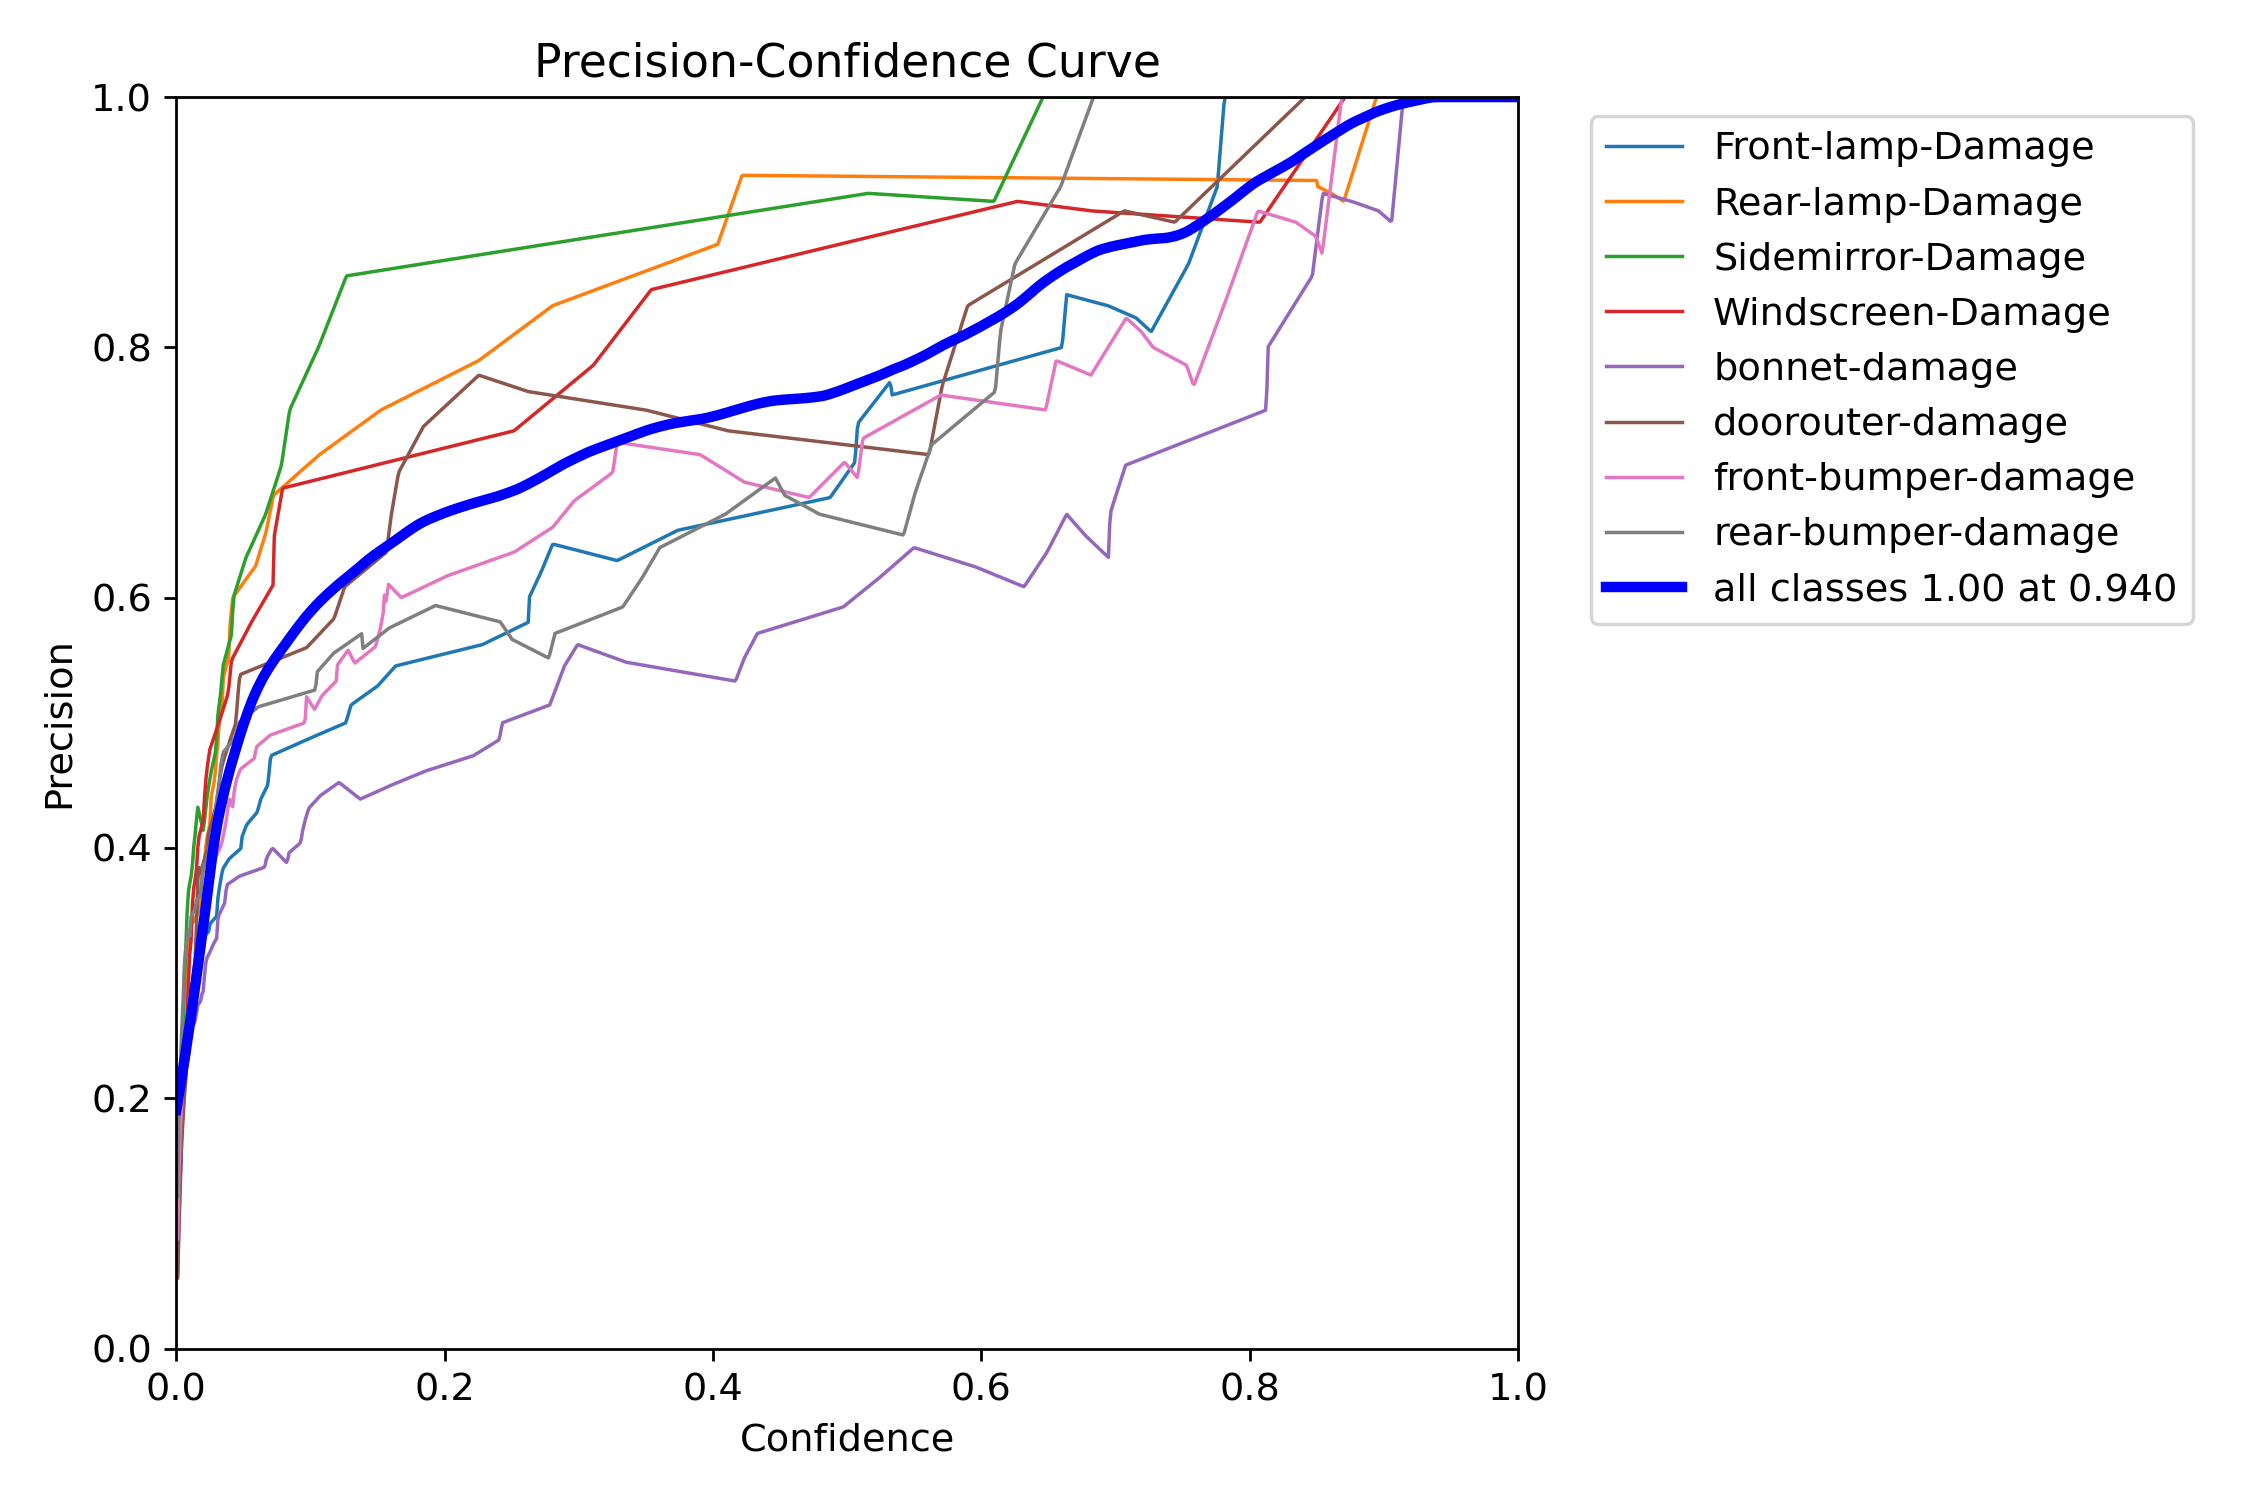 Precision-Confidence Curve
1.0
0.8
0.6
0.4
0.2
0.0
Precision
0.0 0.2 0.4 0.6 0.8 1.0
Confidence
Front-lamp-Damage
Rear-lamp-Damage
Sidemirror-Damage
Windscreen-Damage
bonnet-damage
doorouter-damage
front-bumper-damage
rear-bumper-damage
all classes 1.00 at 0.940